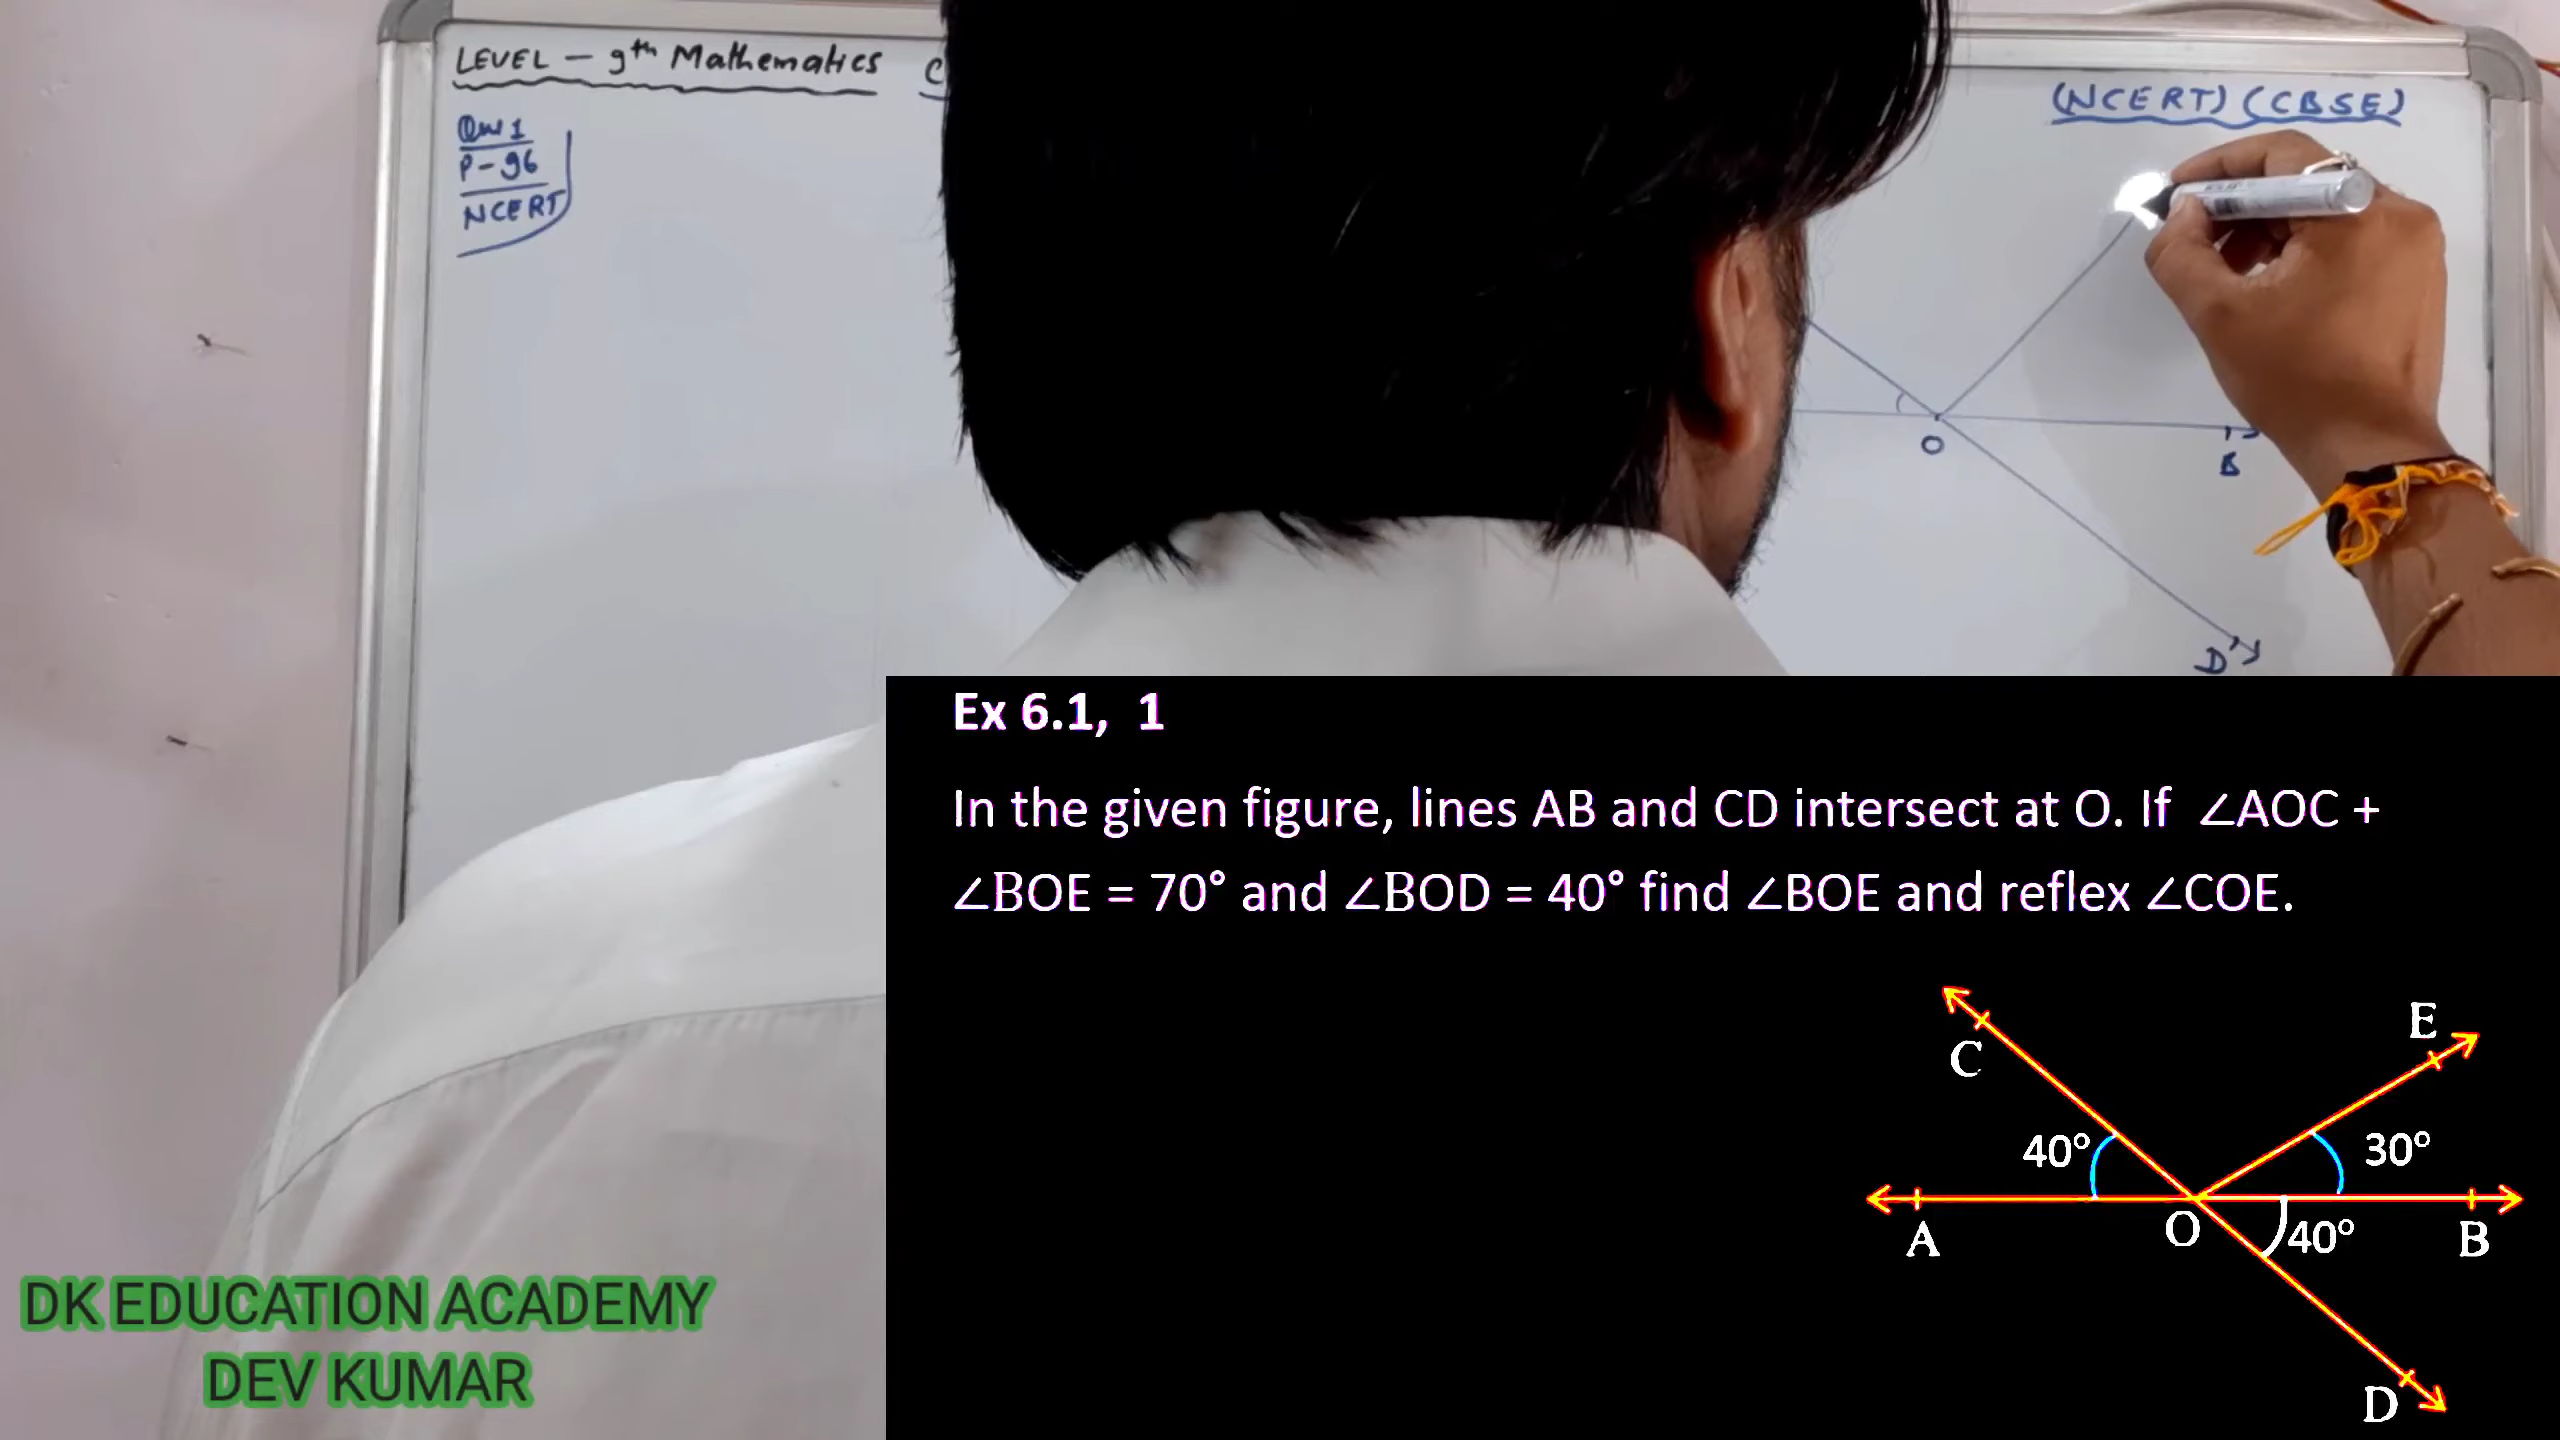 LEVEL – 9th Mathematics C
(NCERT) (CBSE)
Qus 1
P – 96
NCERT
O
B
D
Ex 6.1, 1
In the given figure, lines AB and CD intersect at O. If ∠AOC +
∠BOE = 70° and ∠BOD = 40° find ∠BOE and reflex ∠COE.
C
E
40°
30°
A
O
40°
B
D
DK EDUCATION ACADEMY
DEV KUMAR